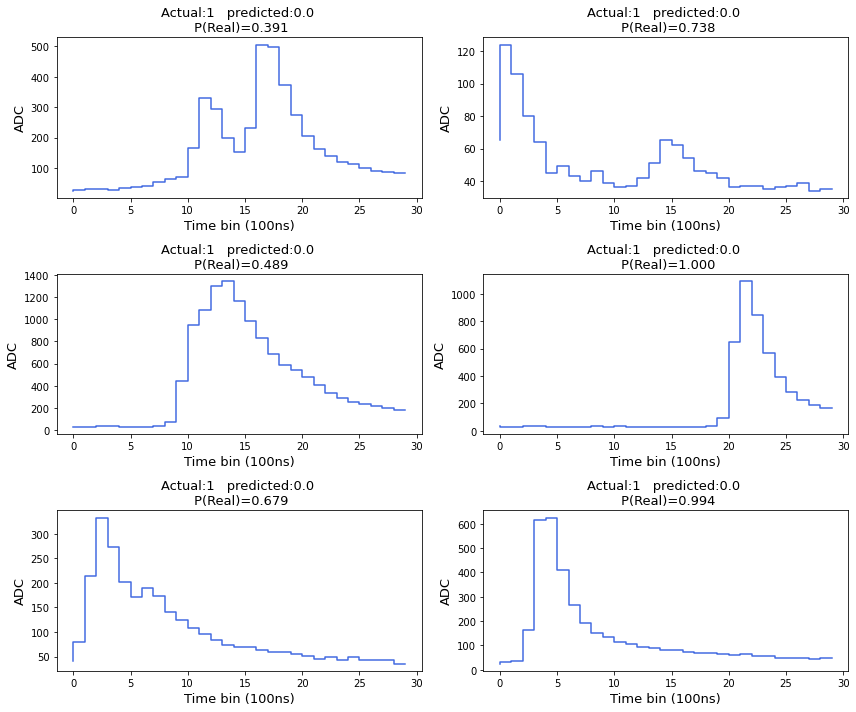 Actual:1 predicted:0.0
P(Real)=0.391
500
400
300
200
100
ADC
0 5 10 15 20 25 30
Time bin (100ns)
Actual:1 predicted:0.0
P(Real)=0.738
120
100
80
60
40
ADC
0 5 10 15 20 25 30
Time bin (100ns)
Actual:1 predicted:0.0
P(Real)=0.489
1400
1200
1000
800
600
400
200
0
ADC
0 5 10 15 20 25 30
Time bin (100ns)
Actual:1 predicted:0.0
P(Real)=1.000
1000
800
600
400
200
0
ADC
0 5 10 15 20 25 30
Time bin (100ns)
Actual:1 predicted:0.0
P(Real)=0.679
300
250
200
150
100
50
ADC
0 5 10 15 20 25 30
Time bin (100ns)
Actual:1 predicted:0.0
P(Real)=0.994
600
500
400
300
200
100
0
ADC
0 5 10 15 20 25 30
Time bin (100ns)